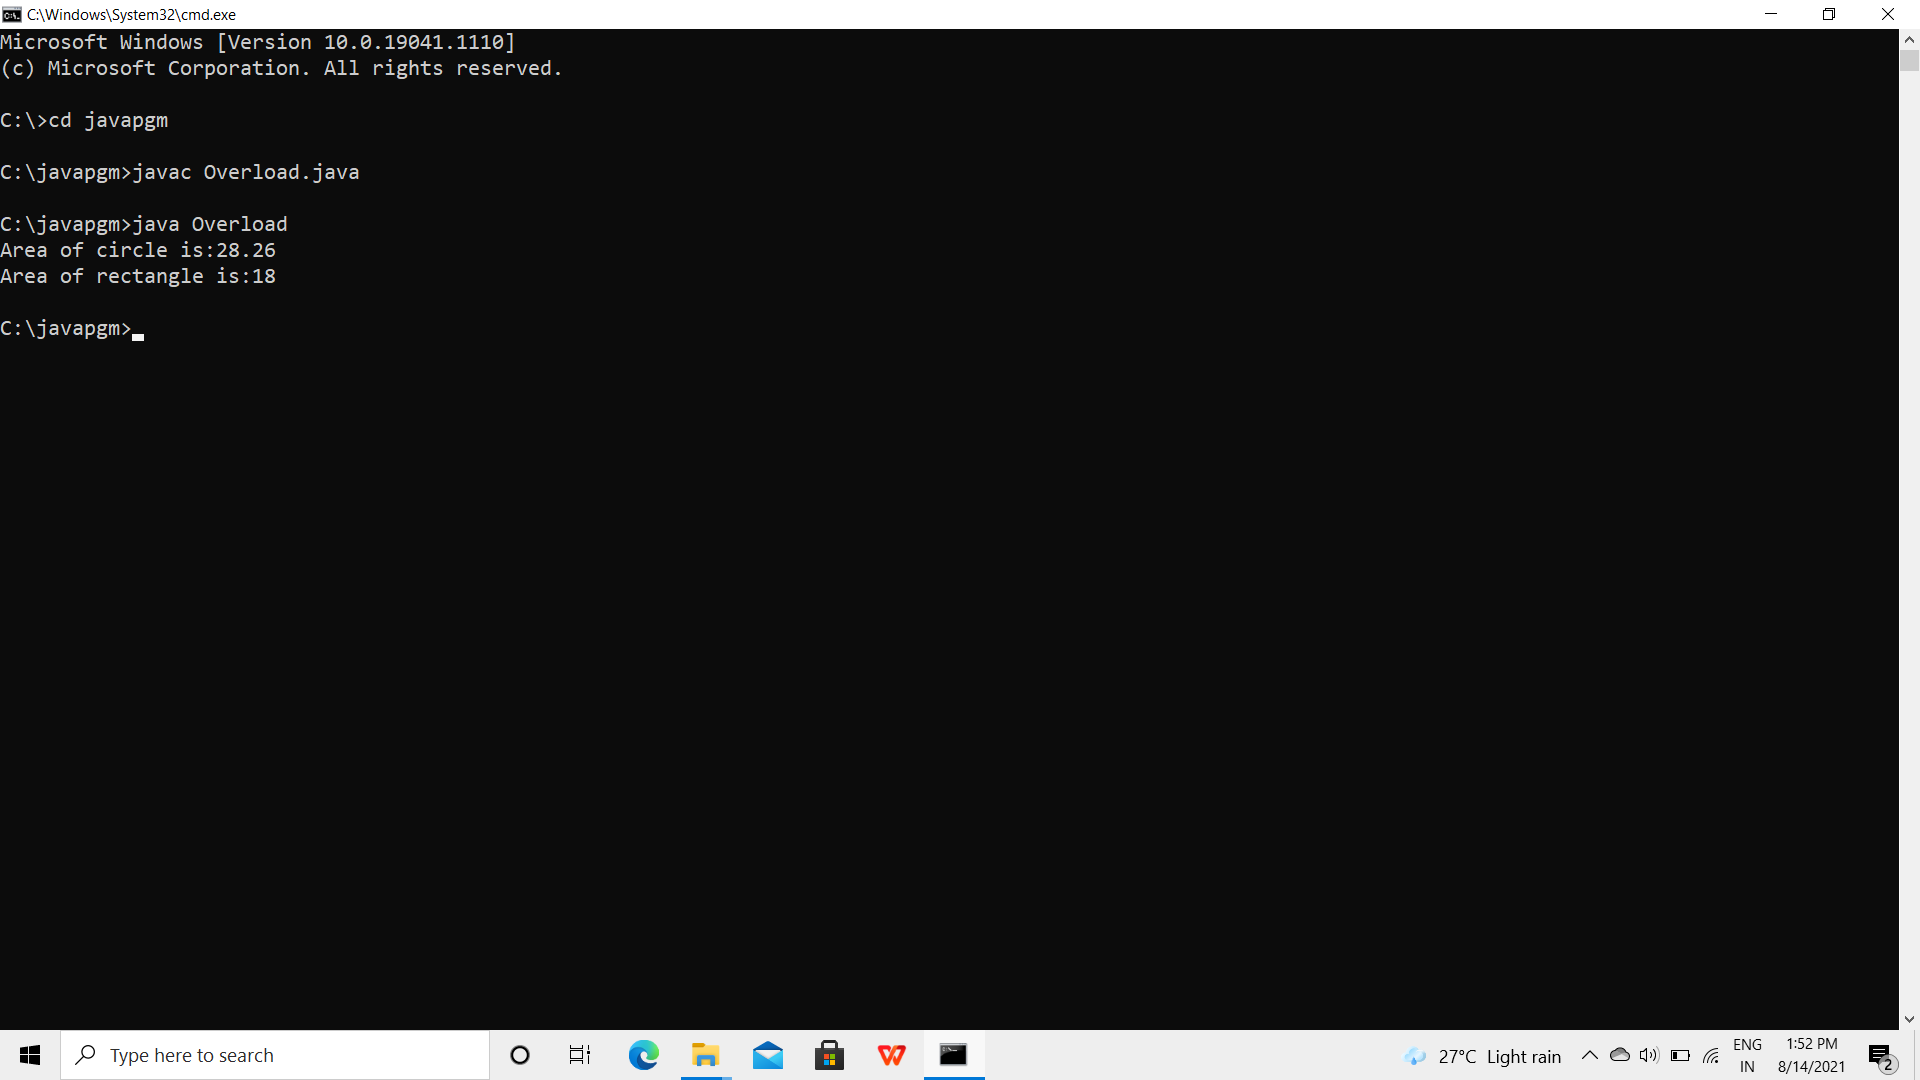 C:\Windows\System32\cmd.exe
Microsoft Windows [Version 10.0.19041.1110]
(c) Microsoft Corporation. All rights reserved.
C:\>cd javapgm
C:\javapgm>javac Overload.java
C:\javapgm>java Overload
Area of circle is:28.26
Area of rectangle is:18
C:\javapgm>
Type here to search
27°C Light rain
ENG
IN
1:52 PM
8/14/2021
2